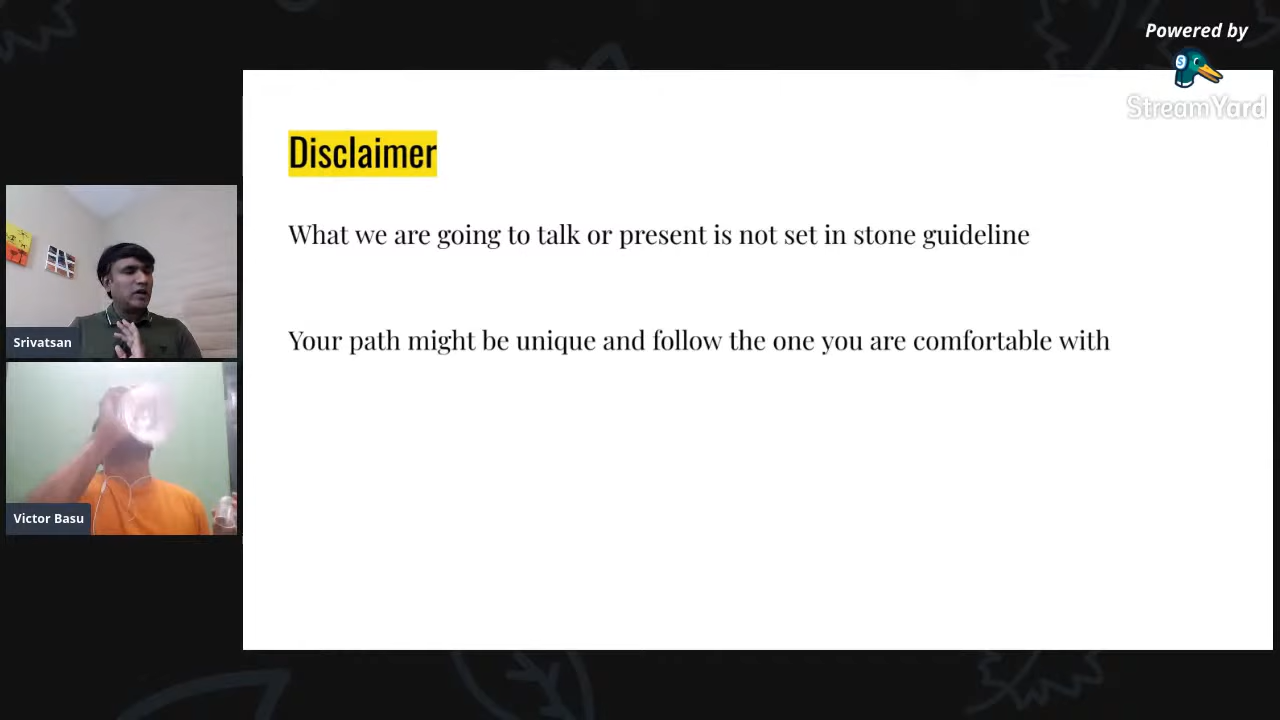 Powered by
StreamYard
Disclaimer
What we are going to talk or present is not set in stone guideline
Your path might be unique and follow the one you are comfortable with
Srivatsan
Victor Basu